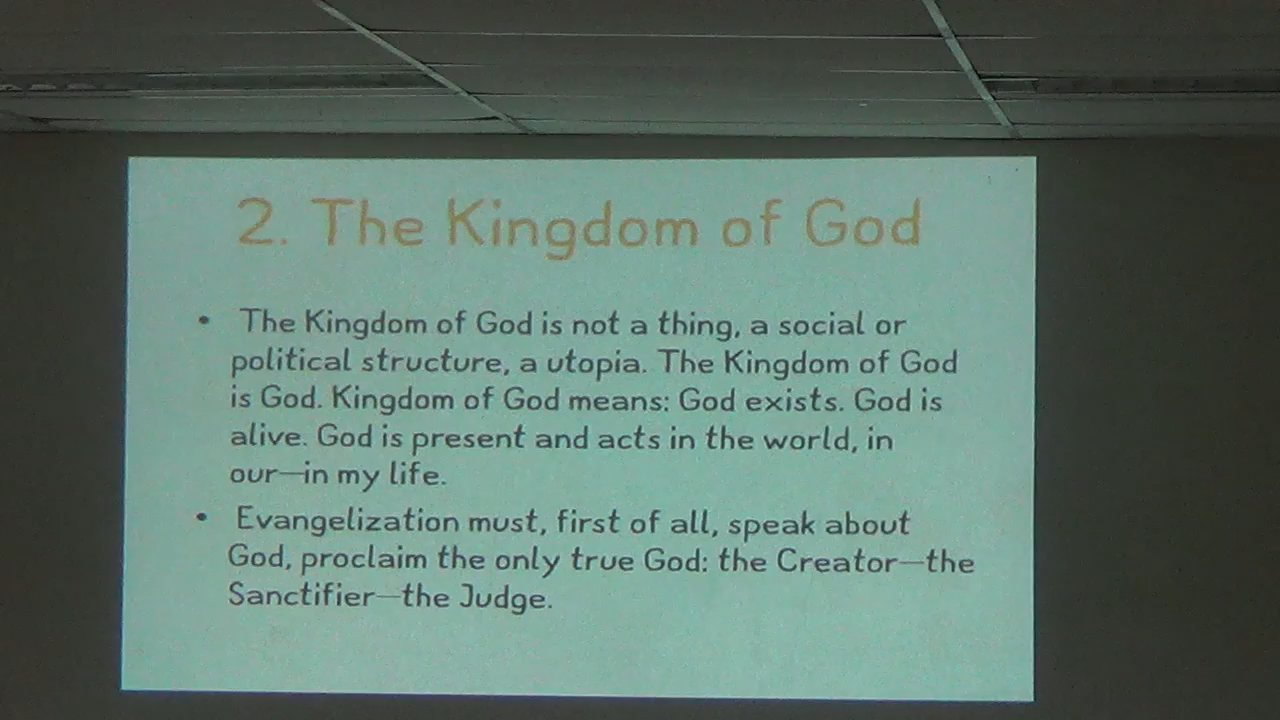 2. The Kingdom of God
• The Kingdom of God is not a thing, a social or
political structure, a utopia. The Kingdom of God
is God. Kingdom of God means: God exists. God is
alive. God is present and acts in the world, in
our—in my life.
• Evangelization must, first of all, speak about
God, proclaim the only true God: the Creator—the
Sanctifier—the Judge.